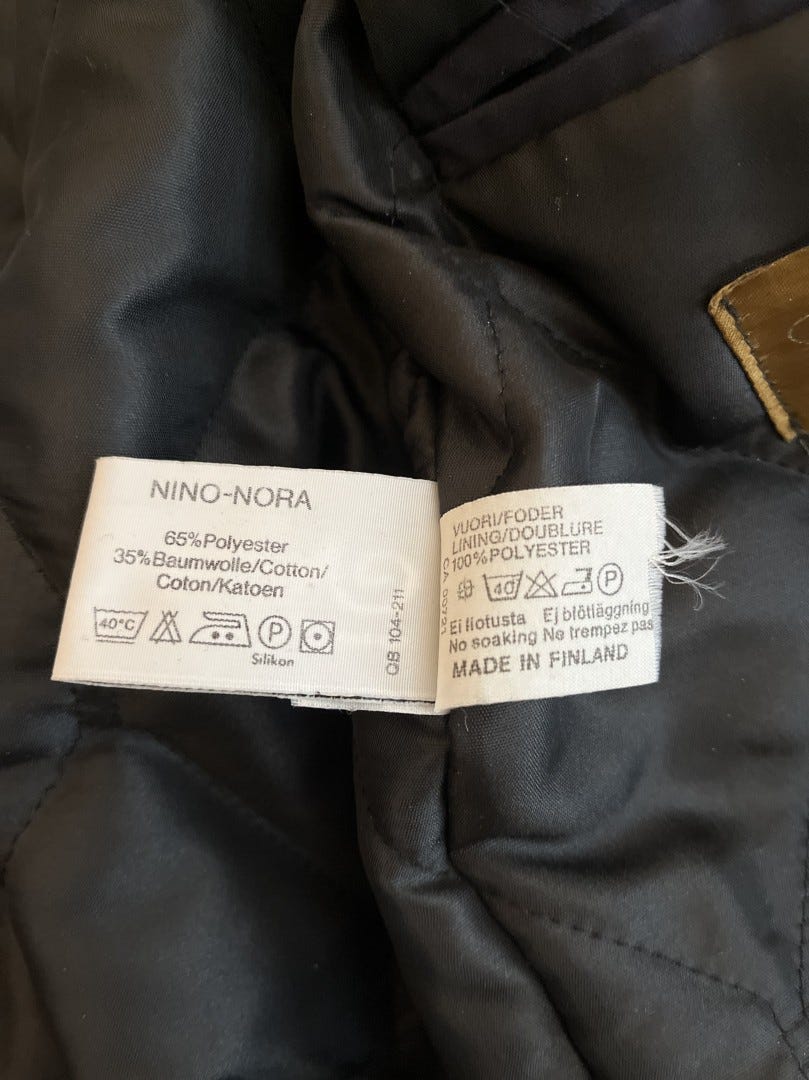 NINO-NORA
65%Polyester
35%Baumwolle/Cotton/
Coton/Katoen
40°C
P
Silikon
QB 104-211
VUORI/FODER
LINING/DOUBLURE
100%POLYESTER
40
P
Ei liotusta Ej blötläggning
No soaking Ne trempez pas
MADE IN FINLAND